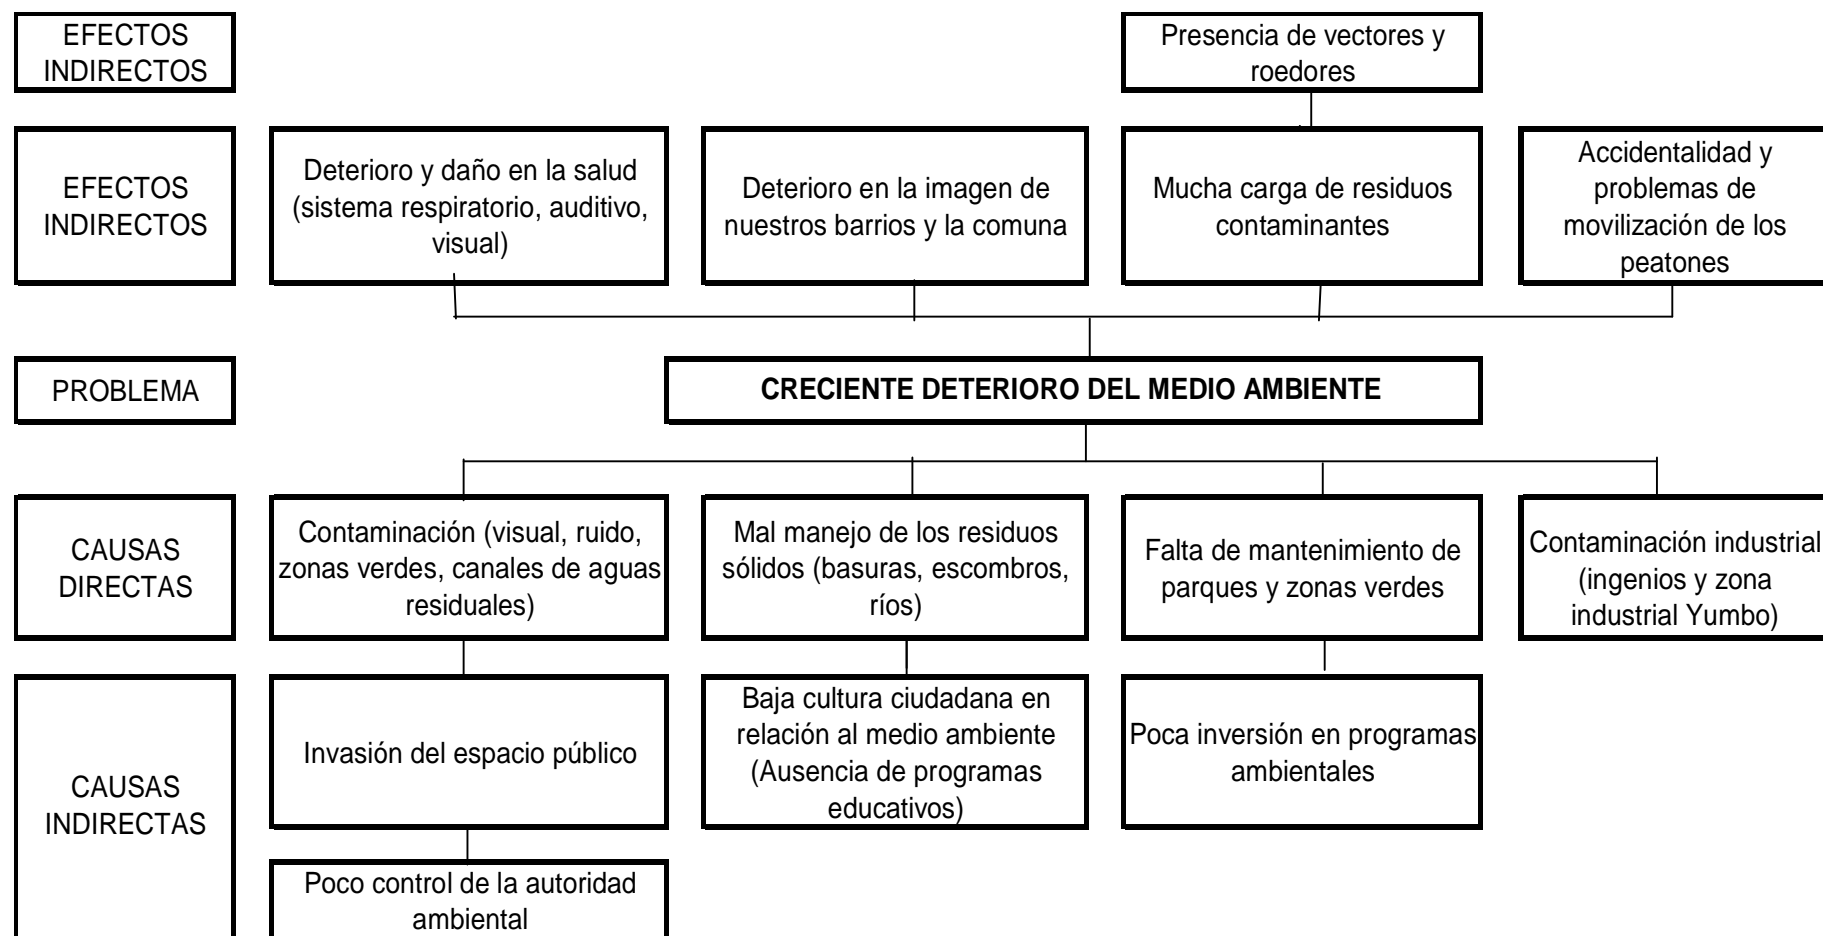 EFECTOS
INDIRECTOS
Presencia de vectores y
roedores
EFECTOS
INDIRECTOS
Deterioro y daño en la salud
(sistema respiratorio, auditivo,
visual)
Deterioro en la imagen de
nuestros barrios y la comuna
Mucha carga de residuos
contaminantes
Accidentalidad y
problemas de
movilización de los
peatones
PROBLEMA
CRECIENTE DETERIORO DEL MEDIO AMBIENTE
CAUSAS
DIRECTAS
Contaminación (visual, ruido,
zonas verdes, canales de aguas
residuales)
Mal manejo de los residuos
sólidos (basuras, escombros,
ríos)
Falta de mantenimiento de
parques y zonas verdes
Contaminación industrial
(ingenios y zona
industrial Yumbo)
CAUSAS
INDIRECTAS
Invasión del espacio público
Baja cultura ciudadana en
relación al medio ambiente
(Ausencia de programas
educativos)
Poca inversión en programas
ambientales
Poco control de la autoridad
ambiental